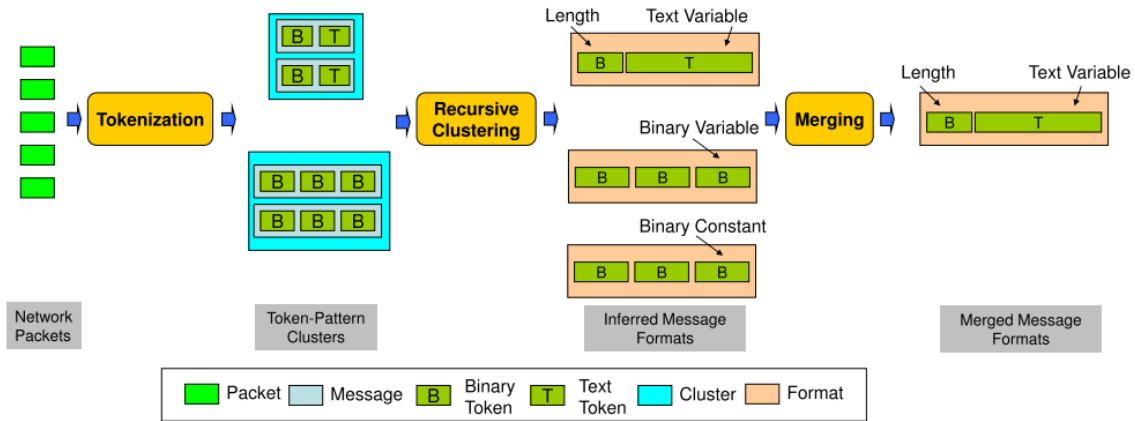 Length
Text Variable
B T
B T
B T
Tokenization
Recursive
Clustering
Merging
Length
Text Variable
B T
Binary Variable
B B B
B B B
B B B
Binary Constant
B B B
Network
Packets
Token-Pattern
Clusters
Inferred Message
Formats
Merged Message
Formats
Packet
Message
B
Binary
Token
T
Text
Token
Cluster
Format